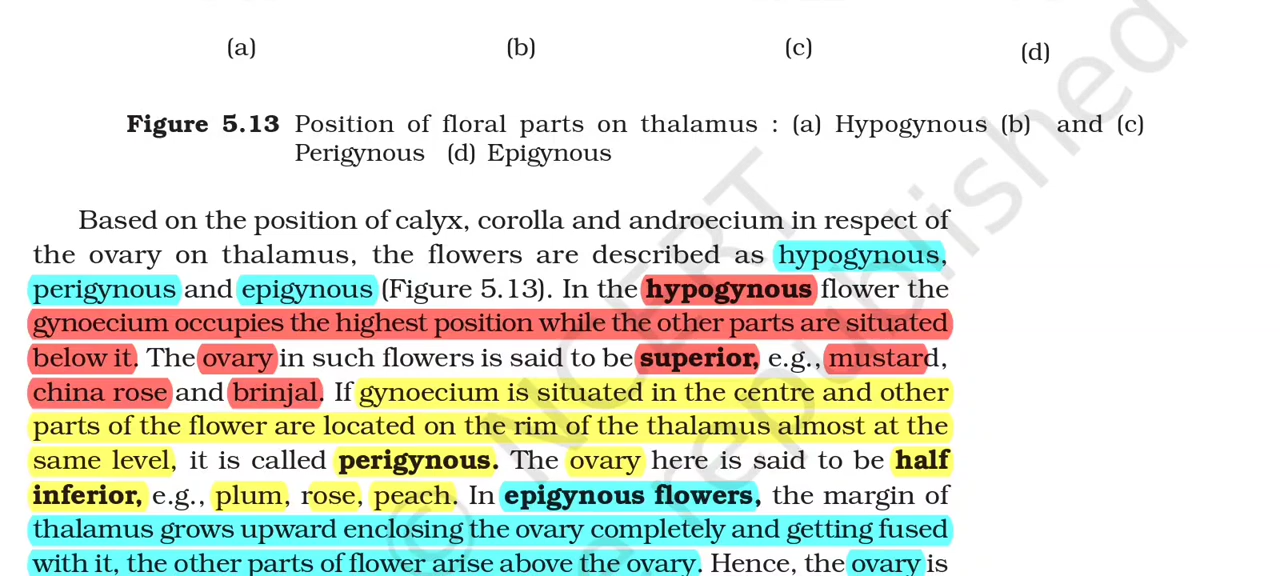 (a) (b) (c) (d)
Figure 5.13 Position of floral parts on thalamus : (a) Hypogynous (b) and (c)
Perigynous (d) Epigynous
Based on the position of calyx, corolla and androecium in respect of
the ovary on thalamus, the flowers are described as hypogynous,
perigynous and epigynous (Figure 5.13). In the hypogynous flower the
gynoecium occupies the highest position while the other parts are situated
below it. The ovary in such flowers is said to be superior, e.g., mustard,
china rose and brinjal. If gynoecium is situated in the centre and other
parts of the flower are located on the rim of the thalamus almost at the
same level, it is called perigynous. The ovary here is said to be half
inferior, e.g., plum, rose, peach. In epigynous flowers, the margin of
thalamus grows upward enclosing the ovary completely and getting fused
with it, the other parts of flower arise above the ovary. Hence, the ovary is
© NCERT
republished